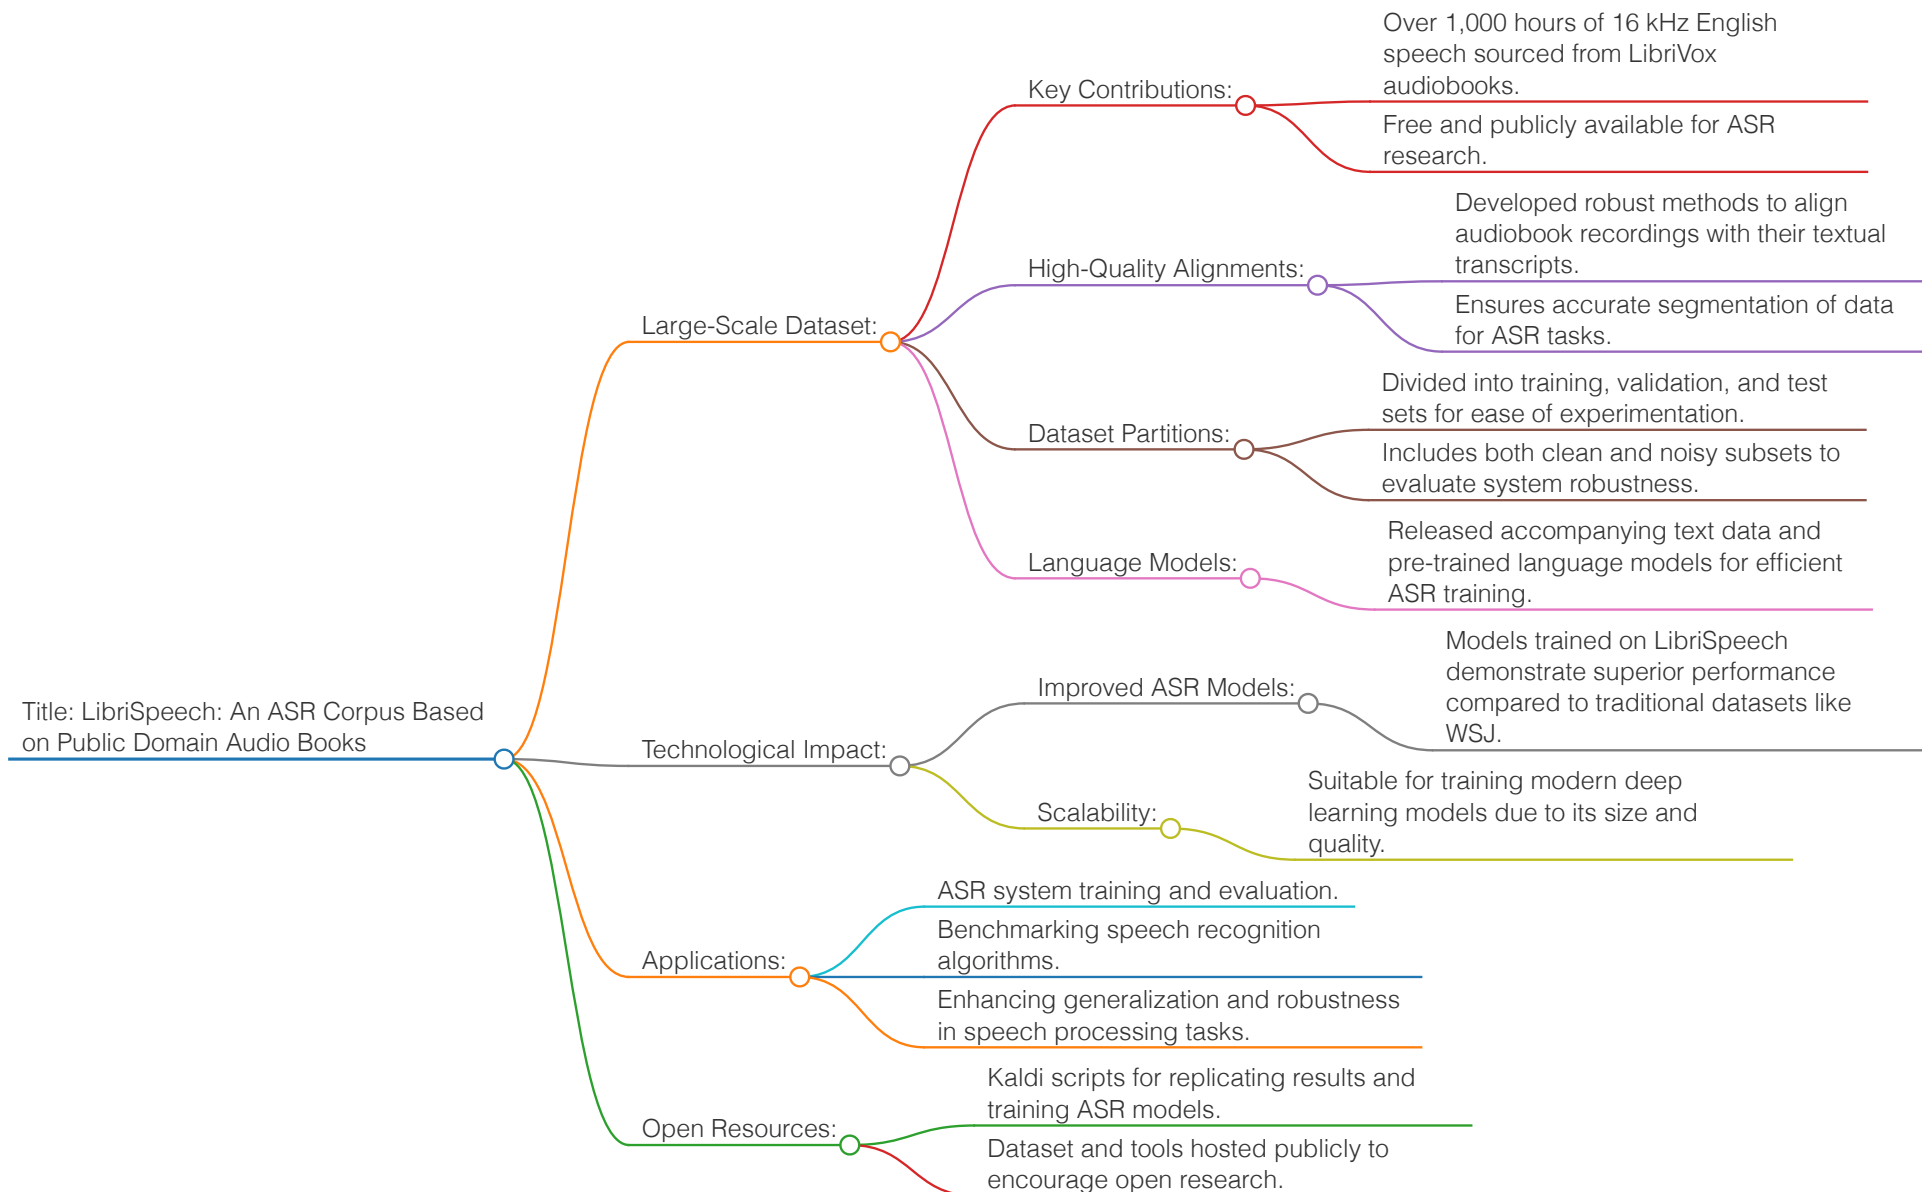 Title: LibriSpeech: An ASR Corpus Based
on Public Domain Audio Books
Large-Scale Dataset:
Key Contributions:
Over 1,000 hours of 16 kHz English
speech sourced from LibriVox
audiobooks.
Free and publicly available for ASR
research.
High-Quality Alignments:
Developed robust methods to align
audiobook recordings with their textual
transcripts.
Ensures accurate segmentation of data
for ASR tasks.
Dataset Partitions:
Divided into training, validation, and test
sets for ease of experimentation.
Includes both clean and noisy subsets to
evaluate system robustness.
Language Models:
Released accompanying text data and
pre-trained language models for efficient
ASR training.
Technological Impact:
Improved ASR Models:
Models trained on LibriSpeech
demonstrate superior performance
compared to traditional datasets like
WSJ.
Scalability:
Suitable for training modern deep
learning models due to its size and
quality.
Applications:
ASR system training and evaluation.
Benchmarking speech recognition
algorithms.
Enhancing generalization and robustness
in speech processing tasks.
Open Resources:
Kaldi scripts for replicating results and
training ASR models.
Dataset and tools hosted publicly to
encourage open research.